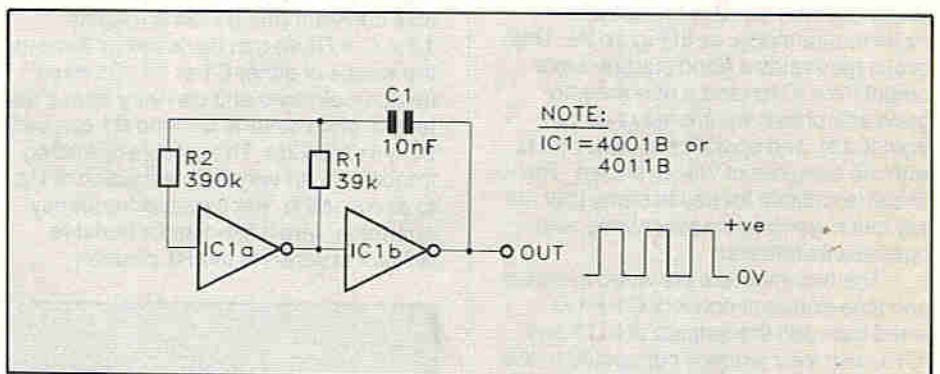 C1
10nF
R2
390k
R1
39k
IC1a
IC1b
OUT
NOTE:
IC1=4001B or
4011B
+ve
0V